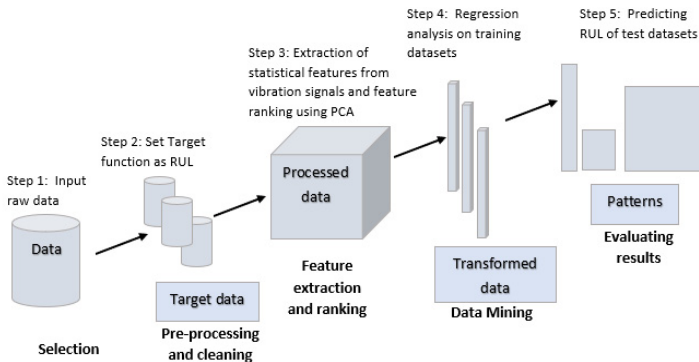 Step 1:  Input
raw data
Data
Selection
Step 2: Set Target
function as RUL
Target data
Pre-processing
and cleaning
Step 3: Extraction of
statistical features from
vibration signals and feature
ranking using PCA
Processed
data
Feature
extraction
and ranking
Step 4:  Regression
analysis on training
datasets
Transformed
data
Data Mining
Step 5:  Predicting
RUL of test datasets
Patterns
Evaluating
results